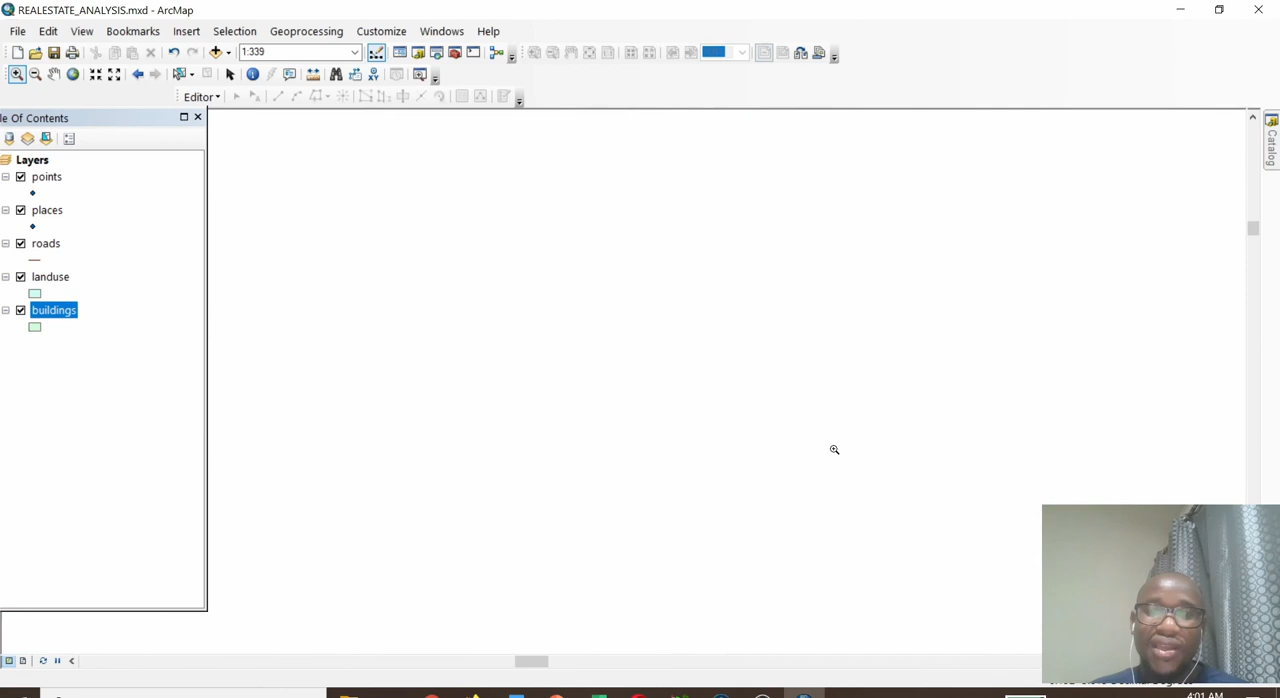 REALESTATE_ANALYSIS.mxd - ArcMap
File Edit View Bookmarks Insert Selection Geoprocessing Customize Windows Help
1:339
Editor
le Of Contents
Layers
points
places
roads
landuse
buildings
Catalog
4:01 AM